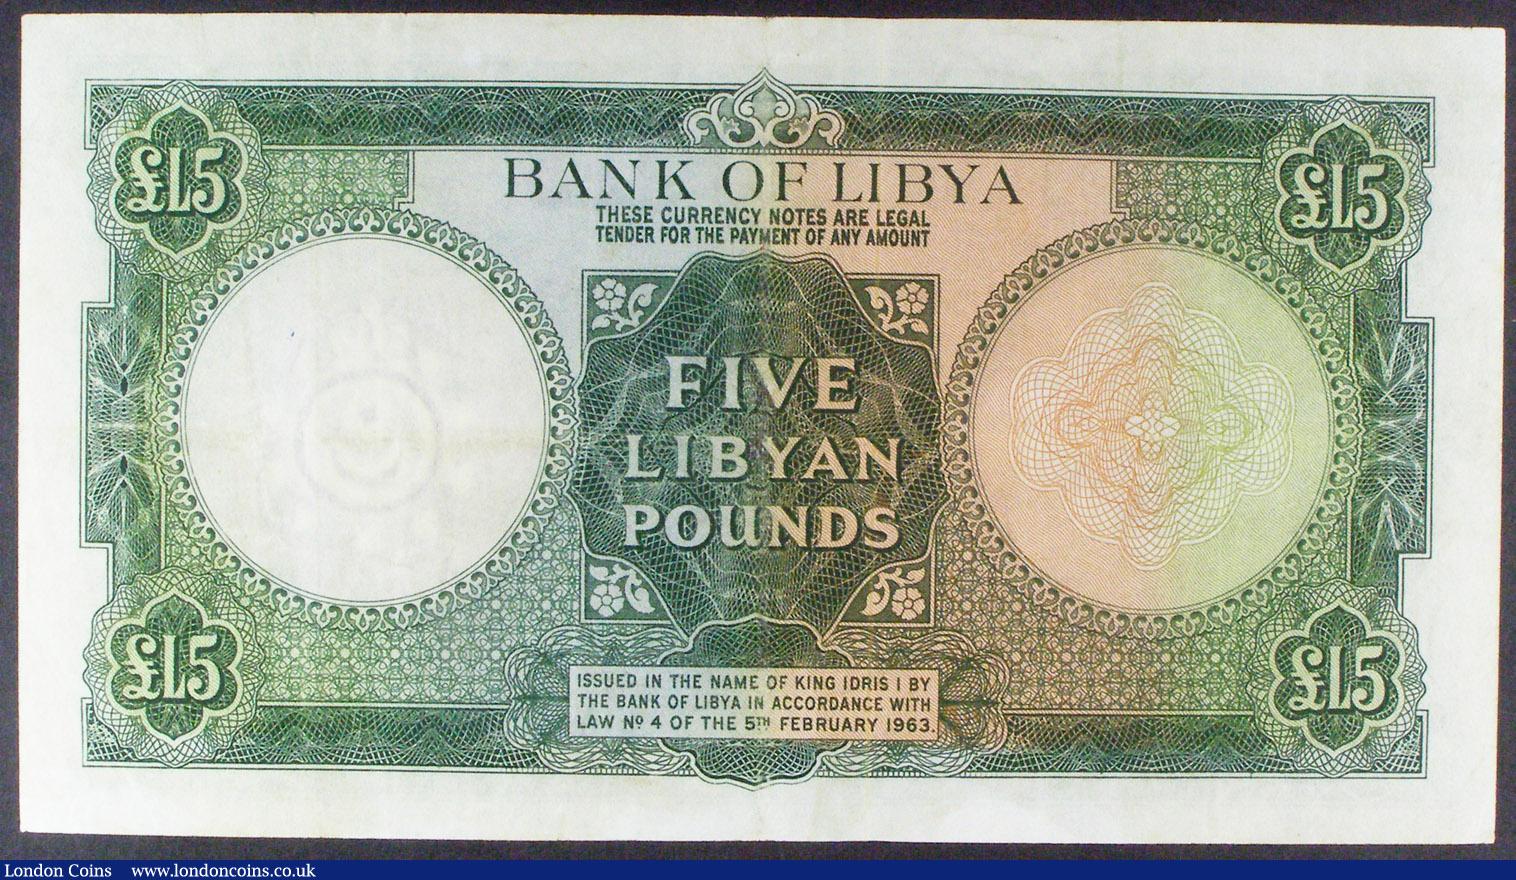 BANK OF LIBYA
THESE CURRENCY NOTES ARE LEGAL
TENDER FOR THE PAYMENT OF ANY AMOUNT
£L5
£L5
FIVE
LIBYAN
POUNDS
£L5
£L5
ISSUED IN THE NAME OF KING IDRIS I BY
THE BANK OF LIBYA IN ACCORDANCE WITH
LAW Nº 4 OF THE 5TH FEBRUARY 1963.
London Coins www.londoncoins.co.uk